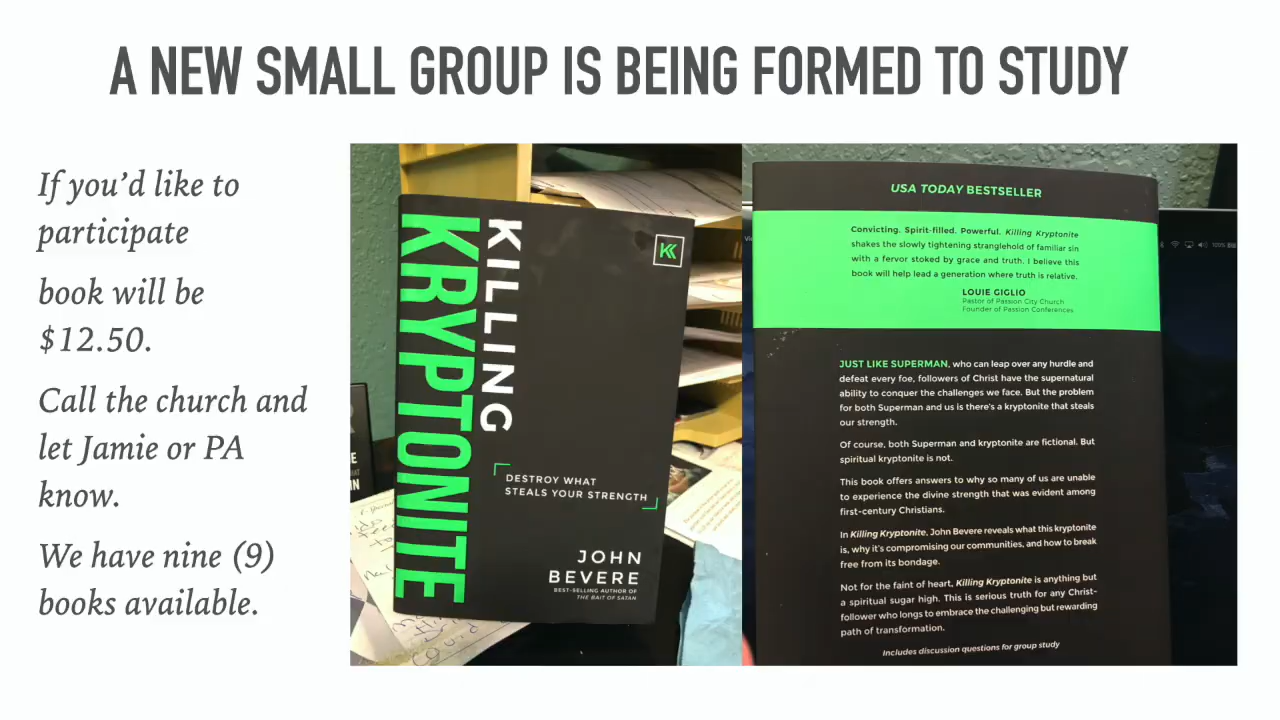 A NEW SMALL GROUP IS BEING FORMED TO STUDY
If you’d like to
participate
book will be
$12.50.
Call the church and
let Jamie or PA
know.
We have nine (9)
books available.
KILLING
KRYPTONITE
DESTROY WHAT
STEALS YOUR STRENGTH
JOHN
BEVERE
BEST-SELLING AUTHOR OF
THE BAIT OF SATAN
USA TODAY BESTSELLER
Convicting. Spirit-filled. Powerful. Killing Kryptonite
shakes the slowly tightening stranglehold of familiar sin
with a fervor stoked by grace and truth. I believe this
book will help lead a generation where truth is relative.
LOUIE GIGLIO
Pastor of Passion City Church
Founder of Passion Conferences
JUST LIKE SUPERMAN, who can leap over any hurdle and
defeat every foe, followers of Christ have the supernatural
ability to conquer the challenges we face. But the problem
for both Superman and us is there's a kryptonite that steals
our strength.
Of course, both Superman and kryptonite are fictional. But
spiritual kryptonite is not.
This book offers answers to why so many of us are unable
to experience the divine strength that was evident among
first-century Christians.
In Killing Kryptonite, John Bevere reveals what this kryptonite
is, why it's compromising our communities, and how to break
free from its bondage.
Not for the faint of heart, Killing Kryptonite is anything but
a spiritual sugar high. This is serious truth for any Christ-
follower who longs to embrace the challenging but rewarding
path of transformation.
Includes discussion questions for group study
100%